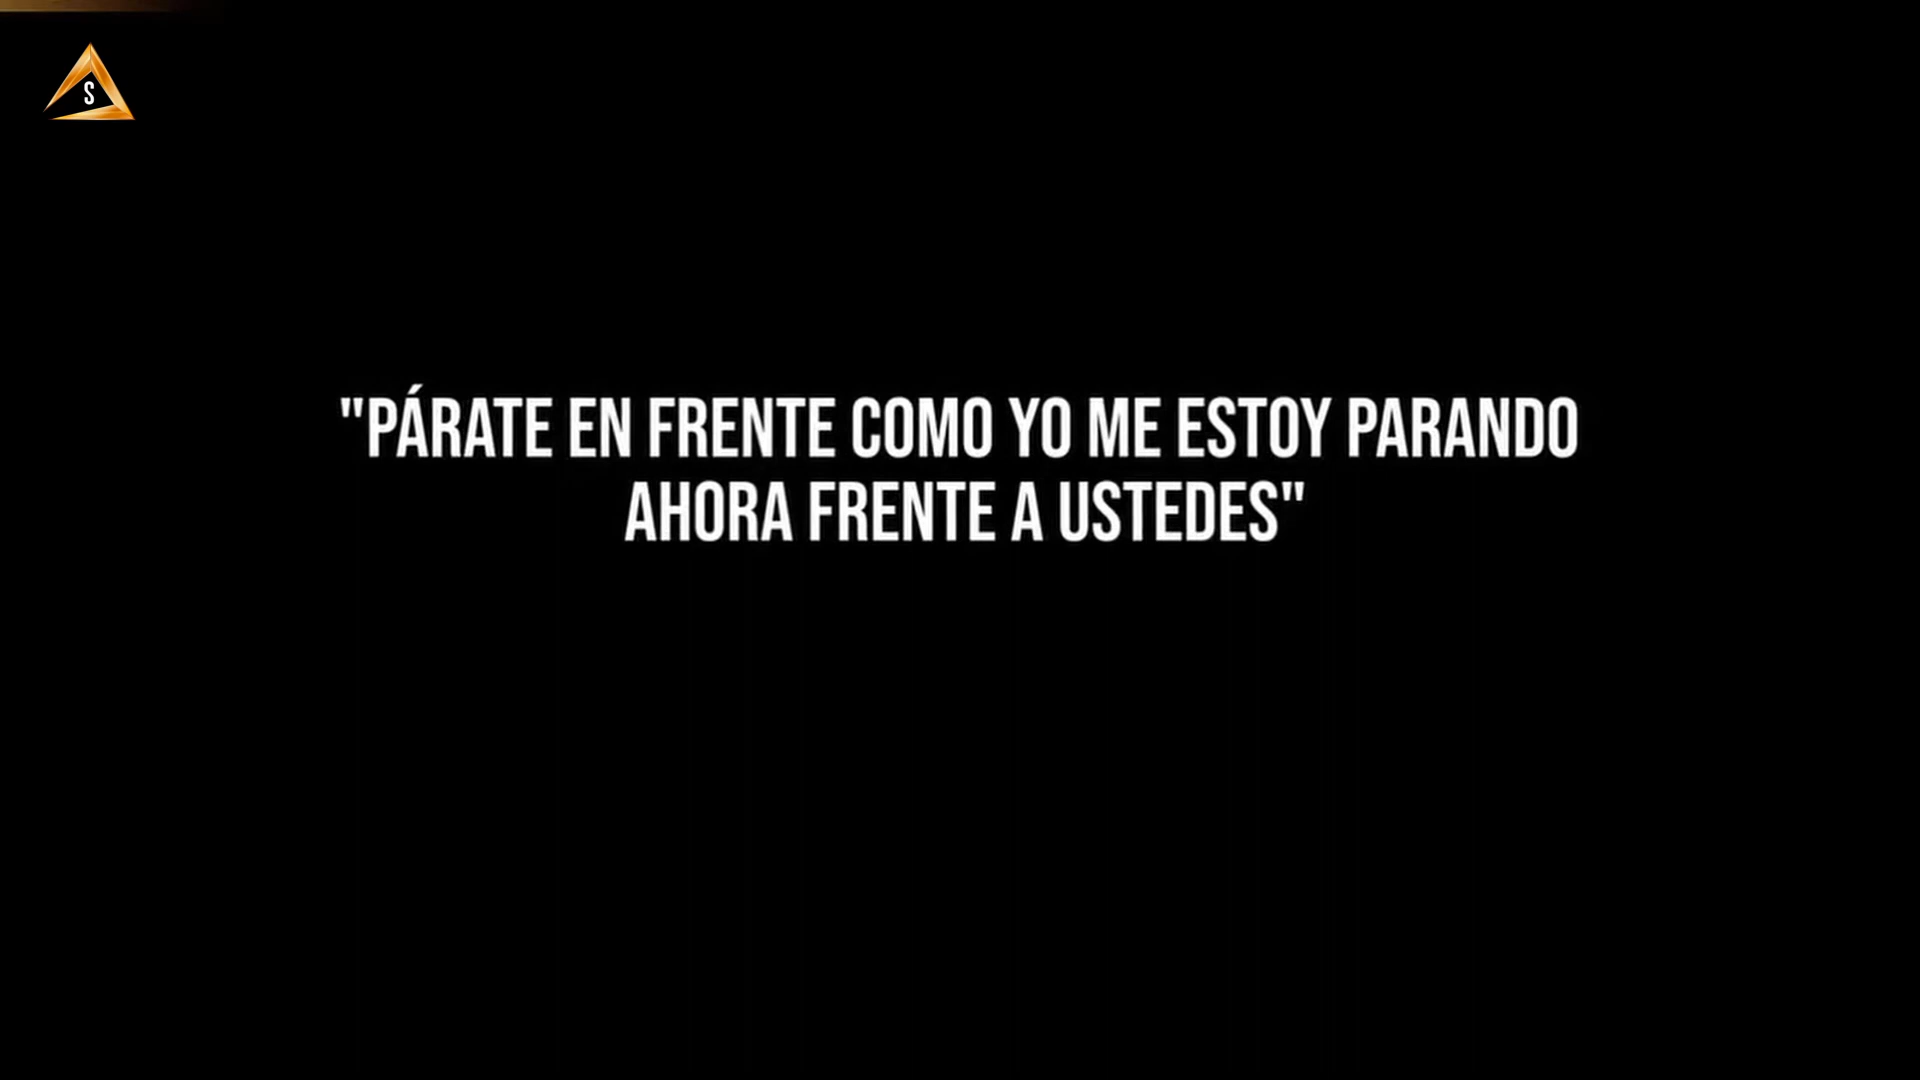 S
"PÁRATE EN FRENTE COMO YO ME ESTOY PARANDO
AHORA FRENTE A USTEDES"